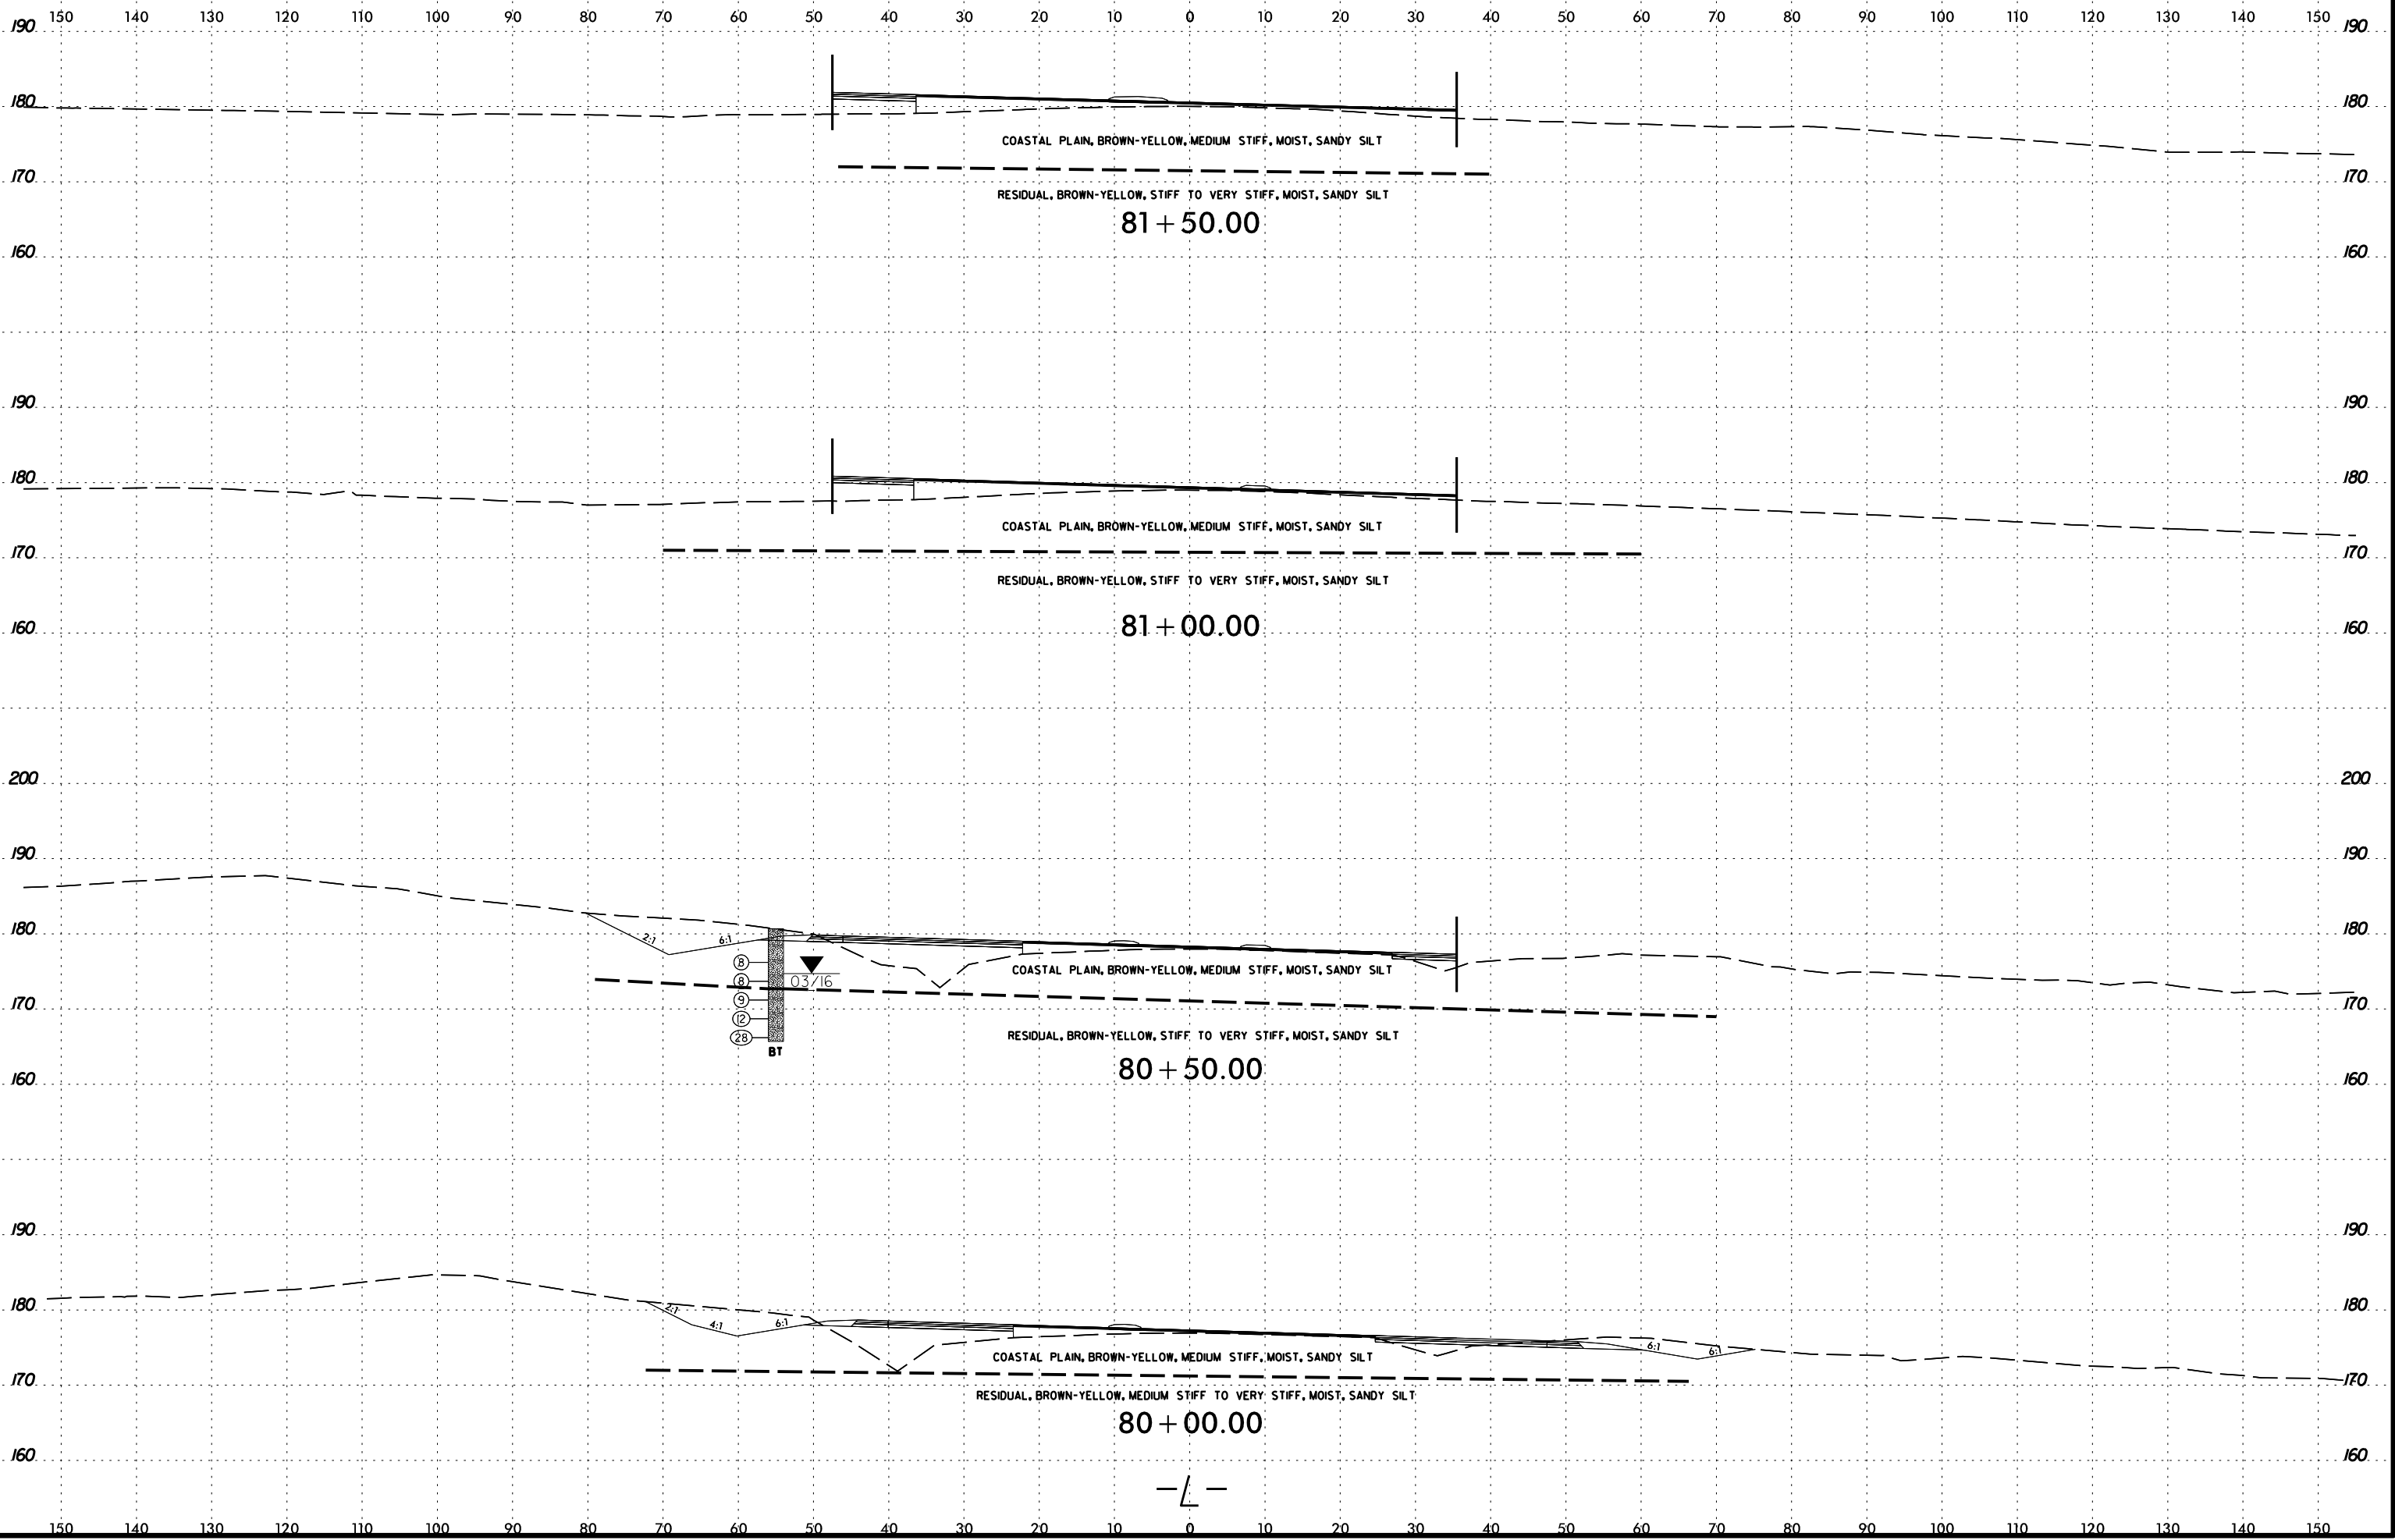 150 140 130 120 110 100 90 80 70 60 50 40 30 20 10 0 10 20 30 40 50 60 70 80 90 100 110 120 130 140 150
190 190
180 180
COASTAL PLAIN, BROWN-YELLOW, MEDIUM STIFF, MOIST, SANDY SILT
170 170
RESIDUAL, BROWN-YELLOW, STIFF TO VERY STIFF, MOIST, SANDY SILT
81+50.00
160 160
190 190
180 180
COASTAL PLAIN, BROWN-YELLOW, MEDIUM STIFF, MOIST, SANDY SILT
170 170
RESIDUAL, BROWN-YELLOW, STIFF TO VERY STIFF, MOIST, SANDY SILT
81+00.00
160 160
200 200
190 190
180 180
2:1 6:1
8
COASTAL PLAIN, BROWN-YELLOW, MEDIUM STIFF, MOIST, SANDY SILT
8 03/16
9
170 170
12
RESIDUAL, BROWN-YELLOW, STIFF TO VERY STIFF, MOIST, SANDY SILT
28
BT
80+50.00
160 160
190 190
180 180
2:1 4:1 6:1
6:1 6:1
COASTAL PLAIN, BROWN-YELLOW, MEDIUM STIFF, MOIST, SANDY SILT
170 170
RESIDUAL, BROWN-YELLOW, MEDIUM STIFF TO VERY STIFF, MOIST, SANDY SILT
80+00.00
160 160
-L-
150 140 130 120 110 100 90 80 70 60 50 40 30 20 10 0 10 20 30 40 50 60 70 80 90 100 110 120 130 140 150